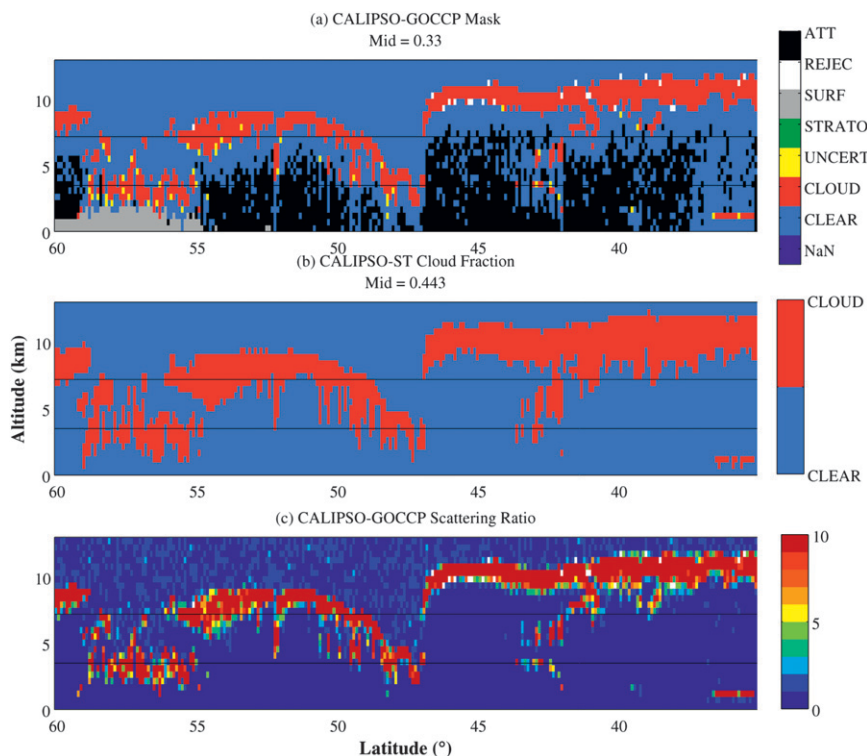 (a) CALIPSO-GOCCP Mask
Mid = 0.33
10
5
0
60
55
50
45
40
ATT
REJEC
SURF
STRATO
UNCERT
CLOUD
CLEAR
NaN
(b) CALIPSO-ST Cloud Fraction
Mid = 0.443
Altitude (km)
10
5
0
60
55
50
45
40
CLOUD
CLEAR
(c) CALIPSO-GOCCP Scattering Ratio
10
5
0
60
55
50
45
40
10
5
0
Latitude (°)